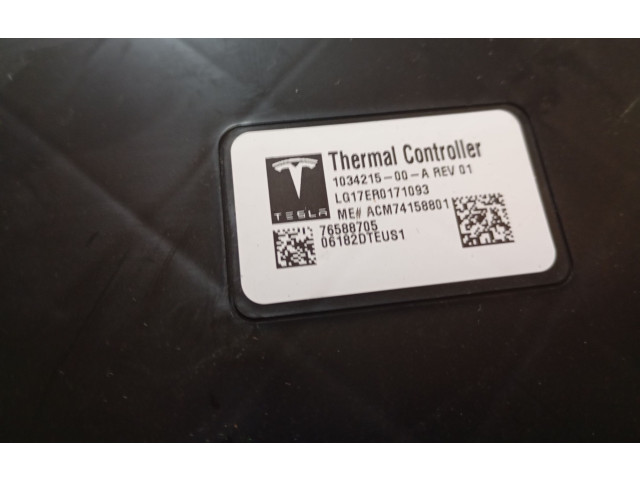 Thermal Controller
1034215-00-A REV 01
LG17ER0171093
ME# ACM74158801
TESLA
76588705
06182DTEUS1